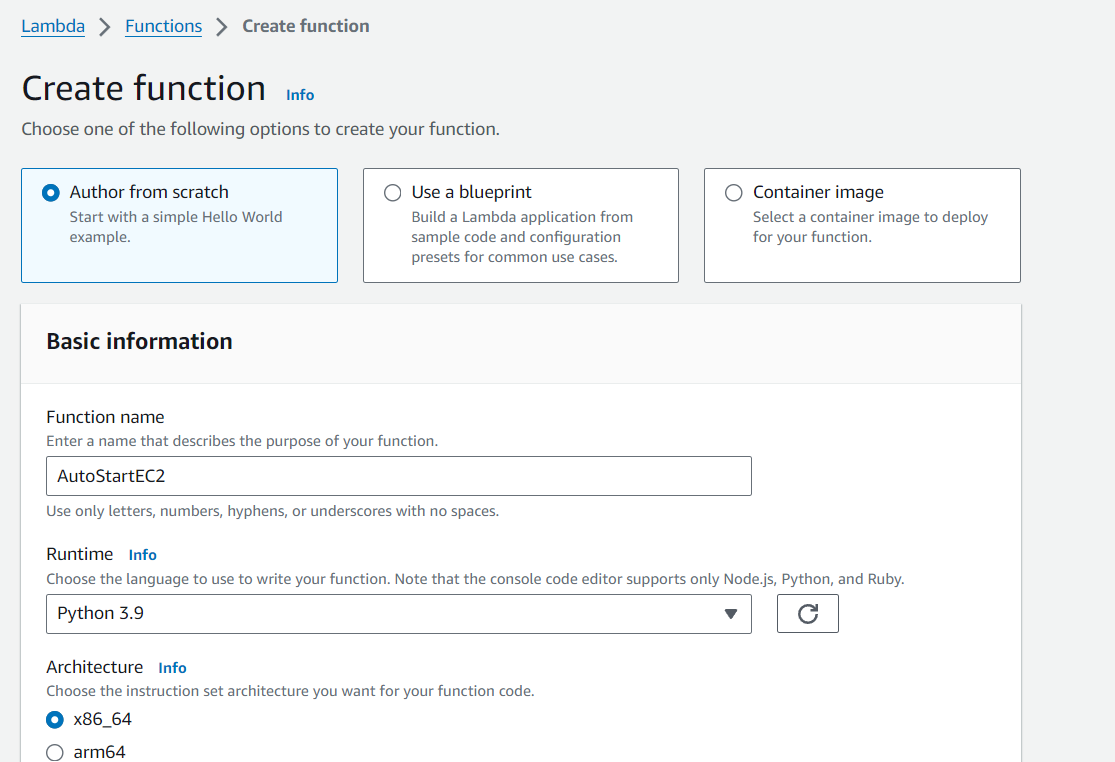 Lambda > Functions > Create function
Create function Info
Choose one of the following options to create your function.
Author from scratch
Start with a simple Hello World
example.
Use a blueprint
Build a Lambda application from
sample code and configuration
presets for common use cases.
Container image
Select a container image to deploy
for your function.
Basic information
Function name
Enter a name that describes the purpose of your function.
AutoStartEC2
Use only letters, numbers, hyphens, or underscores with no spaces.
Runtime Info
Choose the language to use to write your function. Note that the console code editor supports only Node.js, Python, and Ruby.
Python 3.9
Architecture Info
Choose the instruction set architecture you want for your function code.
x86_64
arm64